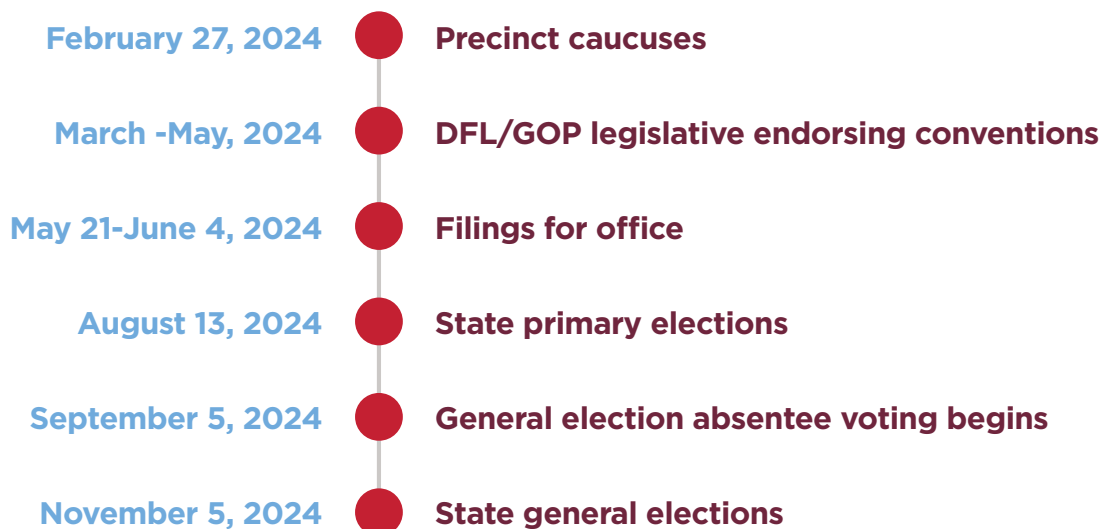 February 27, 2024 Precinct caucuses
March -May, 2024 DFL/GOP legislative endorsing conventions
May 21-June 4, 2024 Filings for office
August 13, 2024 State primary elections
September 5, 2024 General election absentee voting begins
November 5, 2024 State general elections